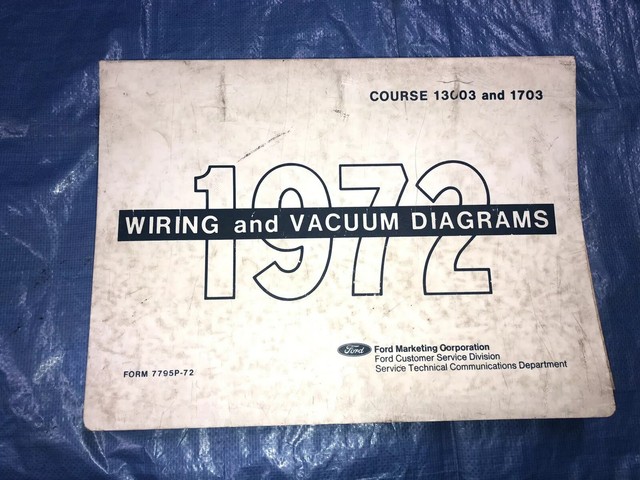 COURSE 13003 and 1703
1972
WIRING and VACUUM DIAGRAMS
Ford
Ford Marketing Corporation
Ford Customer Service Division
Service Technical Communications Department
FORM 7795P-72